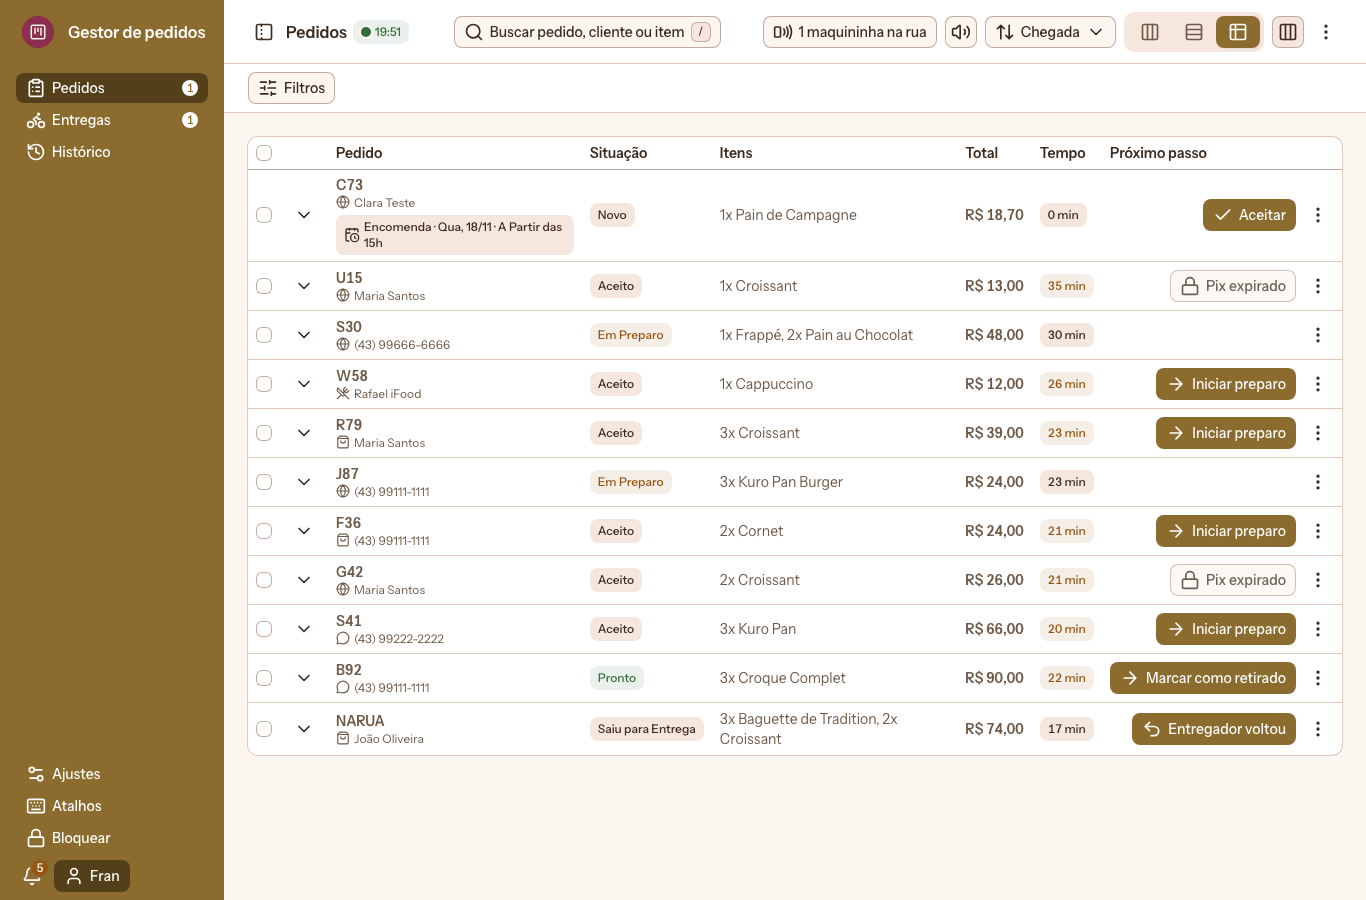 Gestor de pedidos
Pedidos 1
Entregas 1
Histórico
Ajustes
Atalhos
Bloquear
5
Fran
Pedidos 19:51
Buscar pedido, cliente ou item /
1 maquininha na rua
Chegada
Filtros
Pedido Situação Itens Total Tempo Próximo passo
C73
Clara Teste
Encomenda · Qua, 18/11 · A Partir das
15h
Novo 1x Pain de Campagne R$ 18,70 0 min Aceitar
U15
Maria Santos
Aceito 1x Croissant R$ 13,00 35 min Pix expirado
S30
(43) 99666-6666
Em Preparo 1x Frappé, 2x Pain au Chocolat R$ 48,00 30 min
W58
Rafael iFood
Aceito 1x Cappuccino R$ 12,00 26 min Iniciar preparo
R79
Maria Santos
Aceito 3x Croissant R$ 39,00 23 min Iniciar preparo
J87
(43) 99111-1111
Em Preparo 3x Kuro Pan Burger R$ 24,00 23 min
F36
(43) 99111-1111
Aceito 2x Cornet R$ 24,00 21 min Iniciar preparo
G42
Maria Santos
Aceito 2x Croissant R$ 26,00 21 min Pix expirado
S41
(43) 99222-2222
Aceito 3x Kuro Pan R$ 66,00 20 min Iniciar preparo
B92
(43) 99111-1111
Pronto 3x Croque Complet R$ 90,00 22 min Marcar como retirado
NARUA
João Oliveira
Saiu para Entrega 3x Baguette de Tradition, 2x
Croissant
R$ 74,00 17 min Entregador voltou